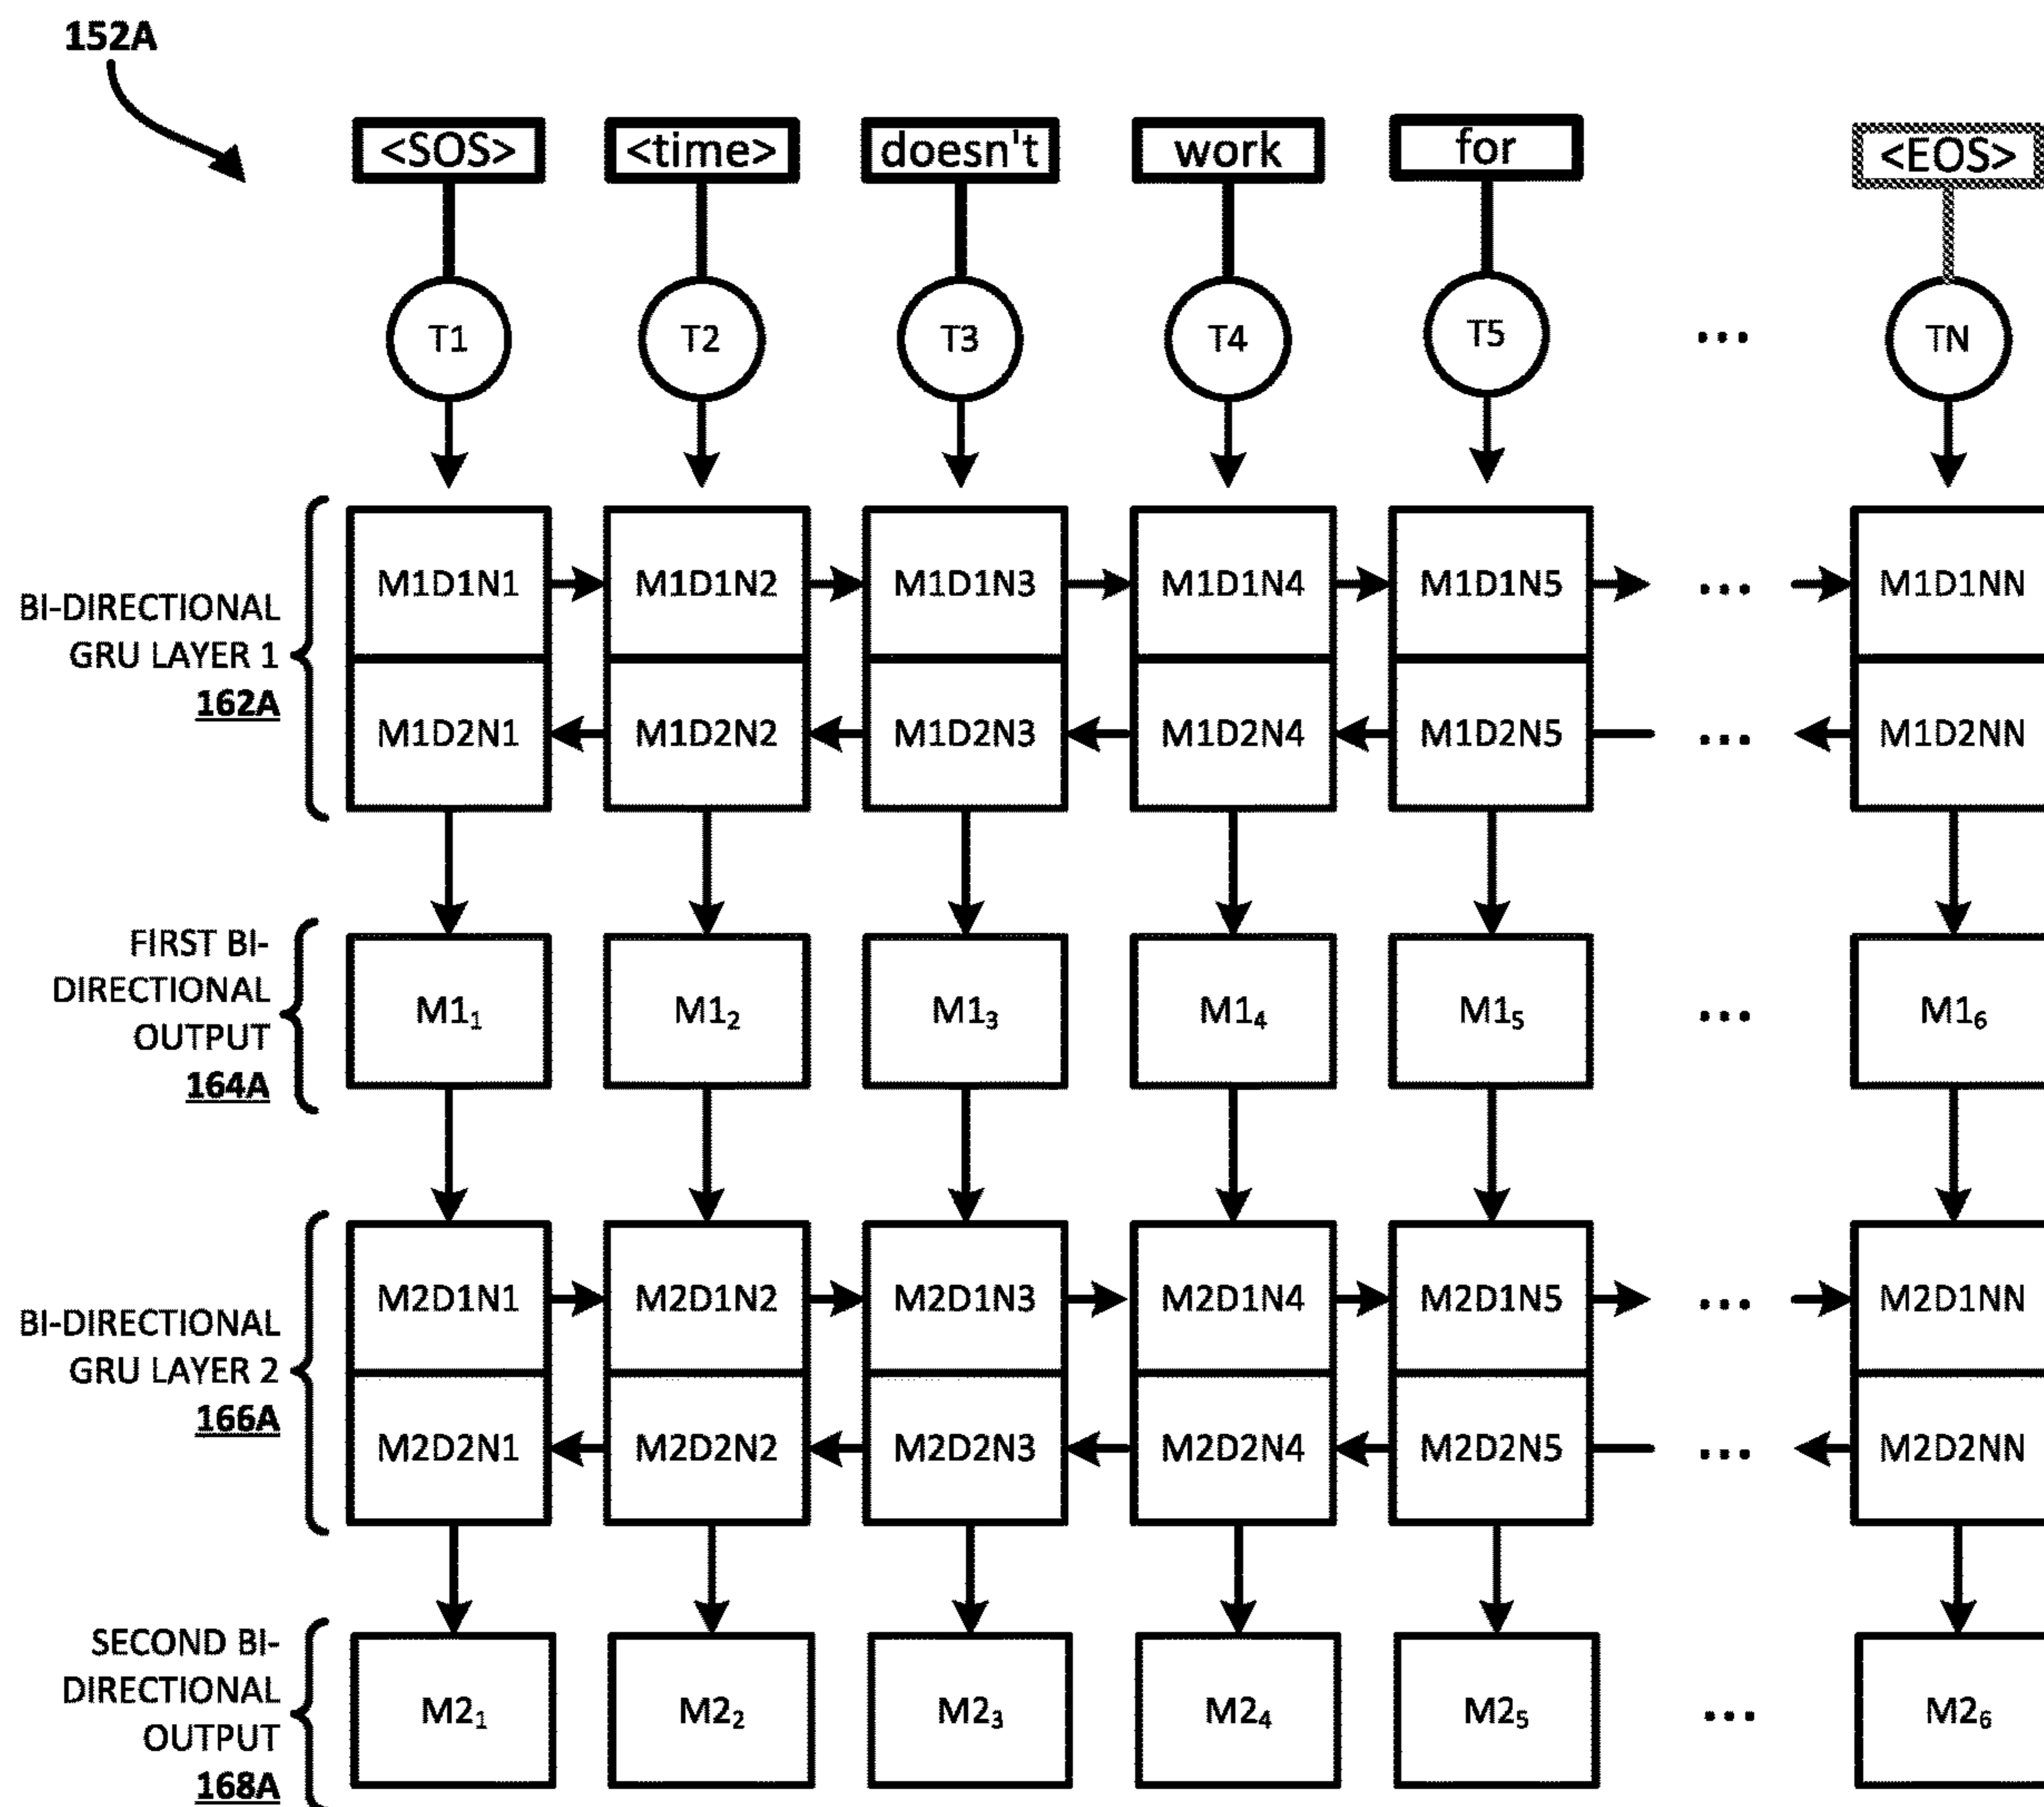 152A
<SOS> <time> doesn't work for <EOS>
T1 T2 T3 T4 T5 ... TN
BI-DIRECTIONAL
GRU LAYER 1
162A
M1D1N1 M1D1N2 M1D1N3 M1D1N4 M1D1N5 ... M1D1NN
M1D2N1 M1D2N2 M1D2N3 M1D2N4 M1D2N5 ... M1D2NN
FIRST BI-
DIRECTIONAL
OUTPUT
164A
M1₁ M1₂ M1₃ M1₄ M1₅ ... M1₆
BI-DIRECTIONAL
GRU LAYER 2
166A
M2D1N1 M2D1N2 M2D1N3 M2D1N4 M2D1N5 ... M2D1NN
M2D2N1 M2D2N2 M2D2N3 M2D2N4 M2D2N5 ... M2D2NN
SECOND BI-
DIRECTIONAL
OUTPUT
168A
M2₁ M2₂ M2₃ M2₄ M2₅ ... M2₆